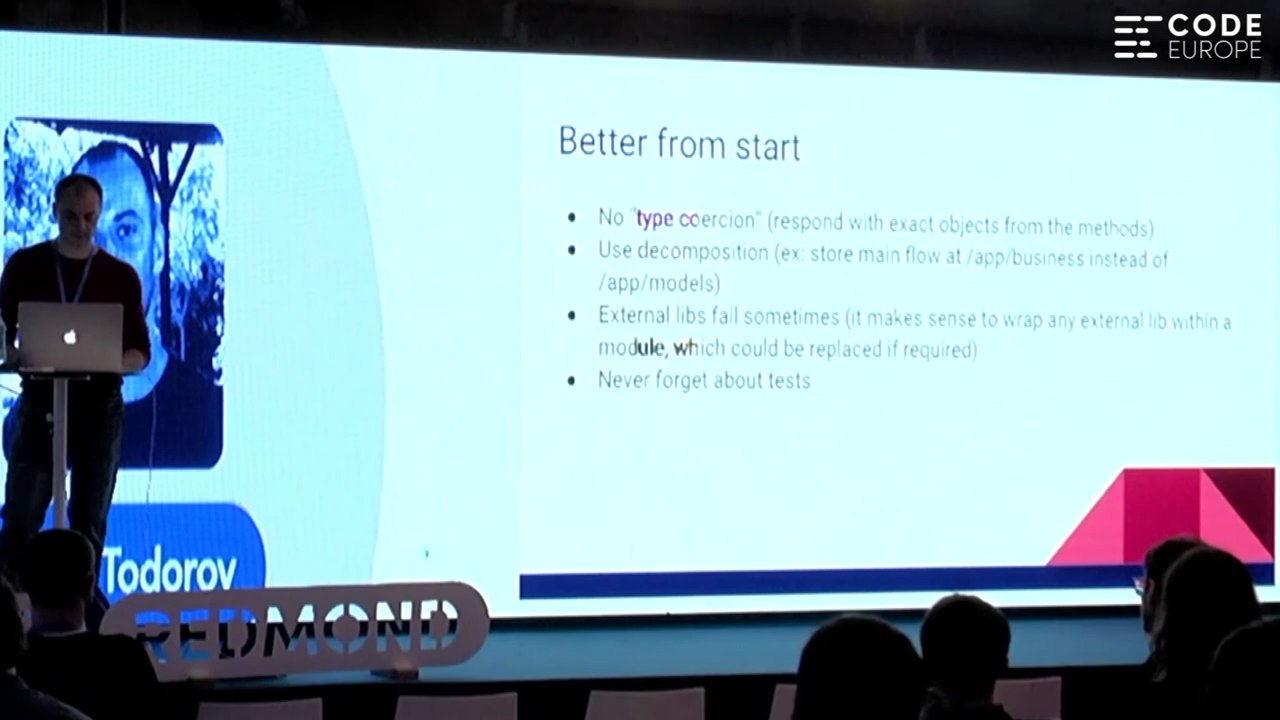 CODE
EUROPE
Better from start
No "type coercion" (respond with exact objects from the methods)
Use decomposition (ex: store main flow at /app/business instead of
/app/models)
External libs fail sometimes (it makes sense to wrap any external lib within a
module, which could be replaced if required)
Never forget about tests
Todorov
REDMOND